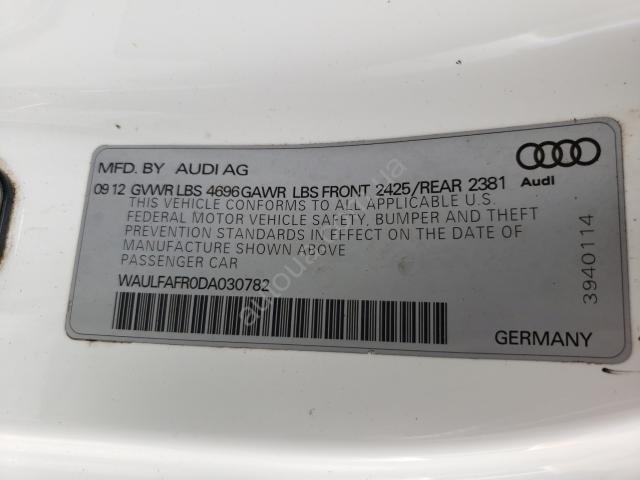 MFD. BY AUDI AG
09 12 GVWR LBS 4696 GAWR LBS FRONT 2425/REAR 2381
Audi
THIS VEHICLE CONFORMS TO ALL APPLICABLE U.S.
FEDERAL MOTOR VEHICLE SAFETY, BUMPER AND THEFT
PREVENTION STANDARDS IN EFFECT ON THE DATE OF
MANUFACTURE SHOWN ABOVE
PASSENGER CAR
WAULFAFR0DA030782
3940114
GERMANY